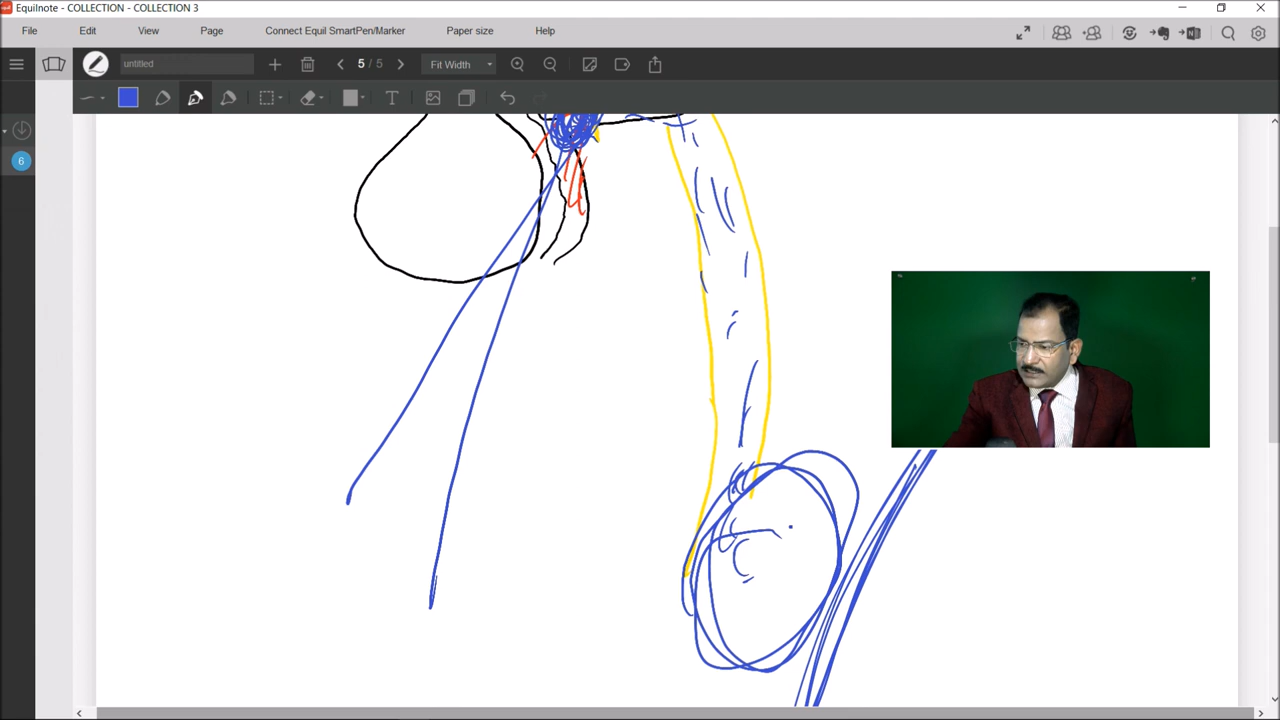 Equilnote - COLLECTION - COLLECTION 3
File Edit View Page Connect Equil SmartPen/Marker Paper size Help
untitled 5 / 5 Fit Width
6